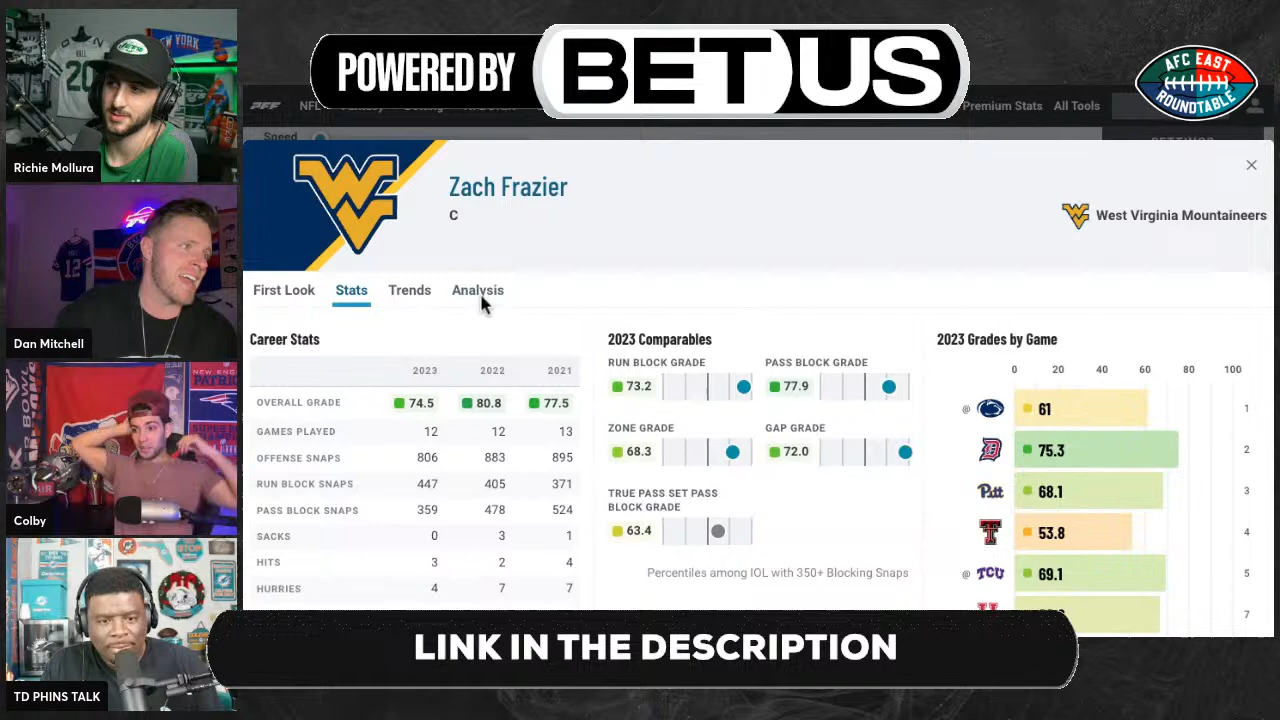 POWERED BY BETUS
AFC EAST
ROUNDTABLE
PFF
NFL
Premium Stats
All Tools
Speed
Richie Mollura
Dan Mitchell
12
Colby
TD PHINS TALK
Zach Frazier
C
West Virginia Mountaineers
First Look Stats Trends Analysis
Career Stats
2023 2022 2021
OVERALL GRADE 74.5 80.8 77.5
GAMES PLAYED 12 12 13
OFFENSE SNAPS 806 883 895
RUN BLOCK SNAPS 447 405 371
PASS BLOCK SNAPS 359 478 524
SACKS 0 3 1
HITS 3 2 4
HURRIES 4 7 7
2023 Comparables
RUN BLOCK GRADE PASS BLOCK GRADE
73.2 77.9
ZONE GRADE GAP GRADE
68.3 72.0
TRUE PASS SET PASS
BLOCK GRADE
63.4
Percentiles among IOL with 350+ Blocking Snaps
2023 Grades by Game
0 20 40 60 80 100
@ 61 1
75.3 2
Pitt 68.1 3
53.8 4
@ TCU 69.1 5
7
LINK IN THE DESCRIPTION